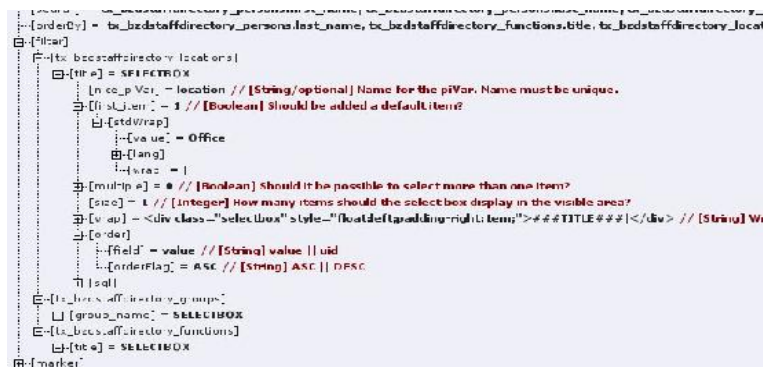 [orderBy] = tx_bzdstaffdirectory_persons.last_name, tx_bzdstaffdirectory_functions.title, tx_bzdstaffdirectory_locat
[filter]
[tx_bzdstaffdirectory_locations]
[title] = SELECTBOX
[nice_piVar] = location // [String/optional] Name for the piVar. Name must be unique.
[first_item] = 1 // [Boolean] Should be added a default item?
[stdWrap]
[value] = Office
[lang]
[wrap] = |
[multiple] = 0 // [Boolean] Should it be possible to select more than one item?
[size] = 1 // [Integer] How many items should the select box display in the visible area?
[wrap] = <div class="selectbox" style="float:left;padding-right:1em;">###TITLE###|</div> // [String] Wr
[order]
[field] = value // [String] value || uid
[orderFlag] = ASC // [String] ASC || DESC
[sql]
[tx_bzdstaffdirectory_groups]
[group_name] = SELECTBOX
[tx_bzdstaffdirectory_functions]
[title] = SELECTBOX
[marker]